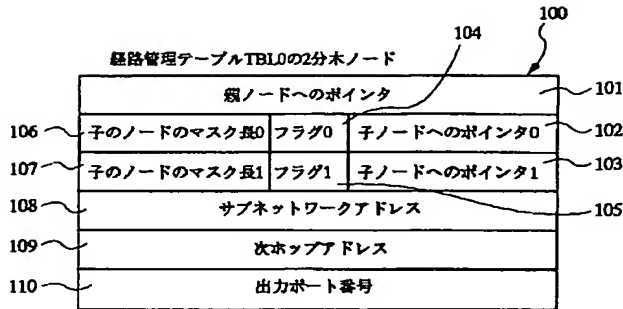 100
経路管理テーブルTBL0の2分木ノード
104
親ノードへのポインタ
101
106
子のノードのマスク長0 フラグ0 子ノードへのポインタ0
102
107
子のノードのマスク長1 フラグ1 子ノードへのポインタ1
103
108
サブネットワークアドレス
105
109
次ホップアドレス
110
出力ポート番号